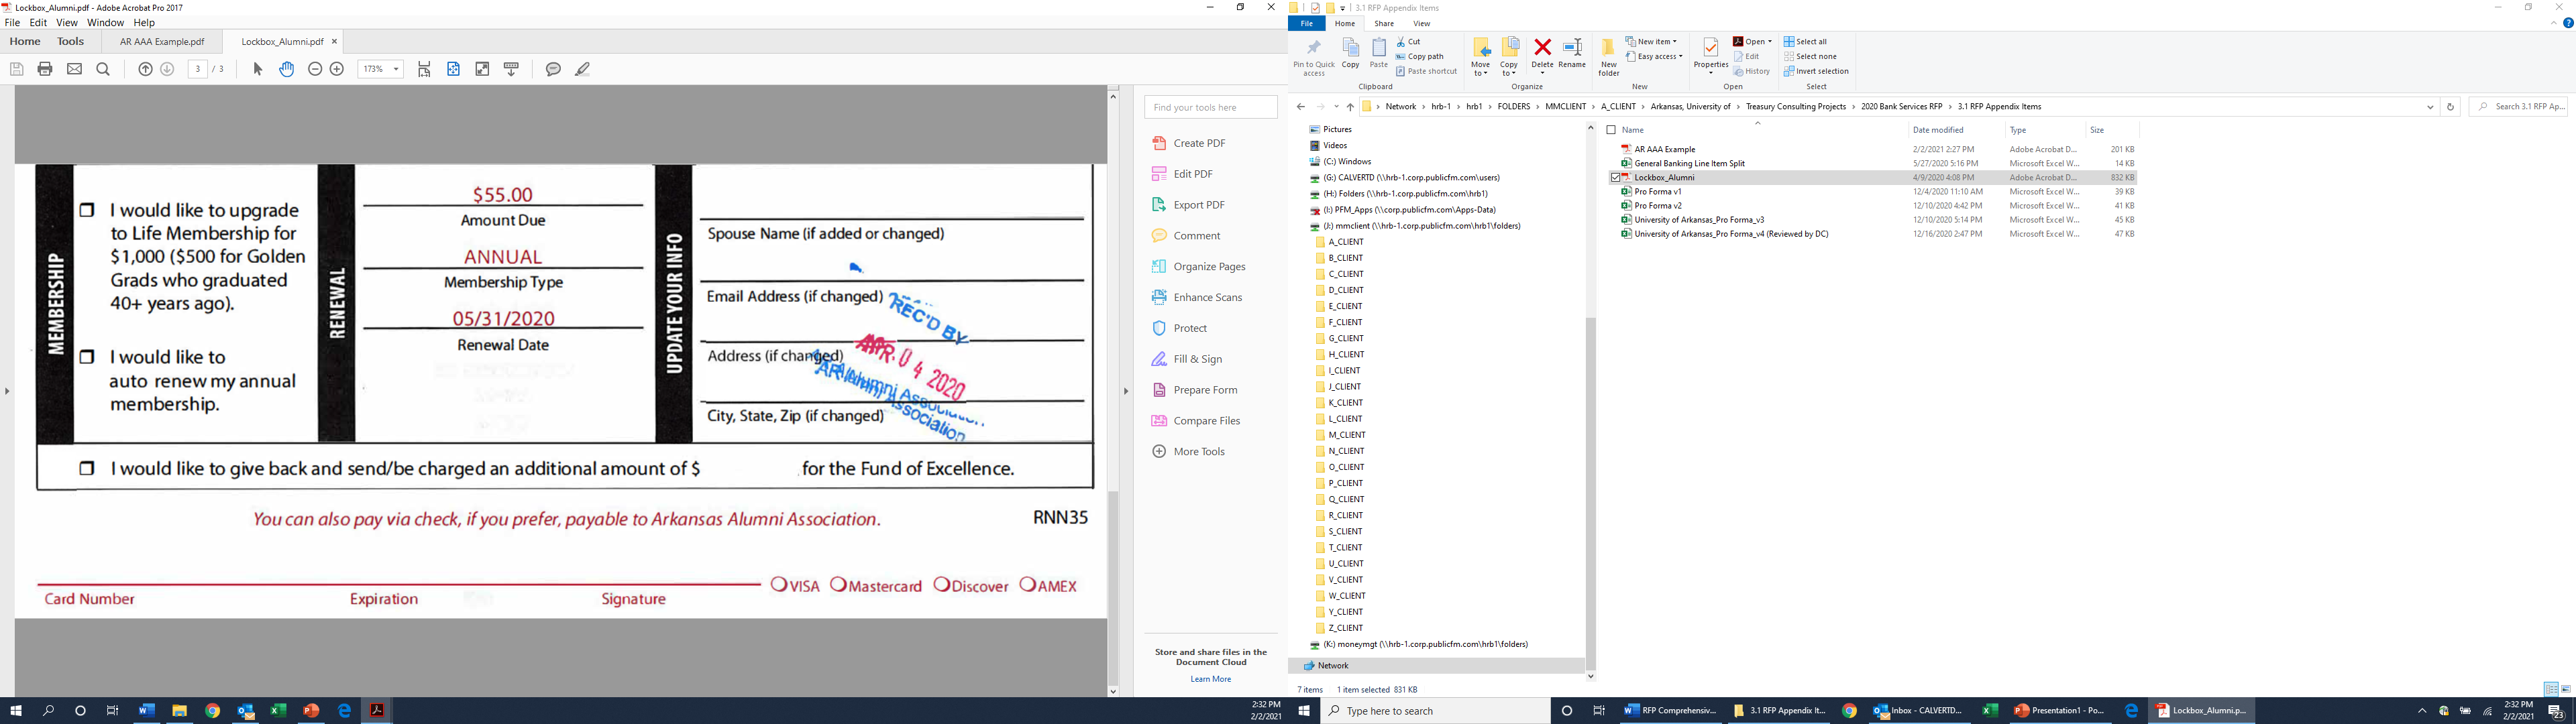 Lockbox_Alumni.pdf - Adobe Acrobat Pro 2017
File Edit View Window Help
Home Tools AR AAA Example.pdf Lockbox_Alumni.pdf ×
3 / 3 173%
MEMBERSHIP
I would like to upgrade
to Life Membership for
$1,000 ($500 for Golden
Grads who graduated
40+ years ago).
I would like to
auto renew my annual
membership.
RENEWAL
$55.00
Amount Due
ANNUAL
Membership Type
05/31/2020
Renewal Date
UPDATE YOUR INFO
Spouse Name (if added or changed)
Email Address (if changed)
Address (if changed)
City, State, Zip (if changed)
REC'D BY
APR. 04 2020
AR Alumni Association
I would like to give back and send/be charged an additional amount of $ for the Fund of Excellence.
You can also pay via check, if you prefer, payable to Arkansas Alumni Association.
RNN35
VISA Mastercard Discover AMEX
Card Number Expiration Signature
Find your tools here
Create PDF
Edit PDF
Export PDF
Comment
Organize Pages
Enhance Scans
Protect
Fill & Sign
Prepare Form
Compare Files
More Tools
Store and share files in the
Document Cloud
Learn More
2:32 PM
2/2/2021
3.1 RFP Appendix Items
File Home Share View
Pin to Quick
access
Copy
Paste
Cut
Copy path
Paste shortcut
Clipboard
Move
to
Copy
to
Delete
Rename
Organize
New
folder
New item
Easy access
New
Properties
Open
Edit
History
Open
Select all
Select none
Invert selection
Select
Network › hrb-1 › hrb1 › FOLDERS › MMCLIENT › A_CLIENT › Arkansas, University of › Treasury Consulting Projects › 2020 Bank Services RFP › 3.1 RFP Appendix Items
Search 3.1 RFP Ap...
Pictures
Videos
(C:) Windows
(G:) CALVERTD (\\hrb-1.corp.publicfm.com\users)
(H:) Folders (\\hrb-1.corp.publicfm.com\hrb1)
(I:) PFM_Apps (\\corp.publicfm.com\Apps-Data)
(J:) mmclient (\\hrb-1.corp.publicfm.com\hrb1\folders)
A_CLIENT
B_CLIENT
C_CLIENT
D_CLIENT
E_CLIENT
F_CLIENT
G_CLIENT
H_CLIENT
I_CLIENT
J_CLIENT
K_CLIENT
L_CLIENT
M_CLIENT
N_CLIENT
O_CLIENT
P_CLIENT
Q_CLIENT
R_CLIENT
S_CLIENT
T_CLIENT
U_CLIENT
V_CLIENT
W_CLIENT
Y_CLIENT
Z_CLIENT
(K:) moneymgt (\\hrb-1.corp.publicfm.com\hrb1\folders)
Network
Name Date modified Type Size
AR AAA Example 2/2/2021 2:27 PM Adobe Acrobat D... 201 KB
General Banking Line Item Split 5/27/2020 5:16 PM Microsoft Excel W... 14 KB
Lockbox_Alumni 4/9/2020 4:08 PM Adobe Acrobat D... 832 KB
Pro Forma v1 12/4/2020 11:10 AM Microsoft Excel W... 39 KB
Pro Forma v2 12/10/2020 4:42 PM Microsoft Excel W... 41 KB
University of Arkansas_Pro Forma_v3 12/10/2020 5:14 PM Microsoft Excel W... 45 KB
University of Arkansas_Pro Forma_v4 (Reviewed by DC) 12/16/2020 2:47 PM Microsoft Excel W... 47 KB
7 items 1 item selected 831 KB
Type here to search
RFP Comprehensiv...
3.1 RFP Appendix It...
Inbox - CALVERTD...
Presentation1 - Po...
Lockbox_Alumni.p...
2:32 PM
2/2/2021
23